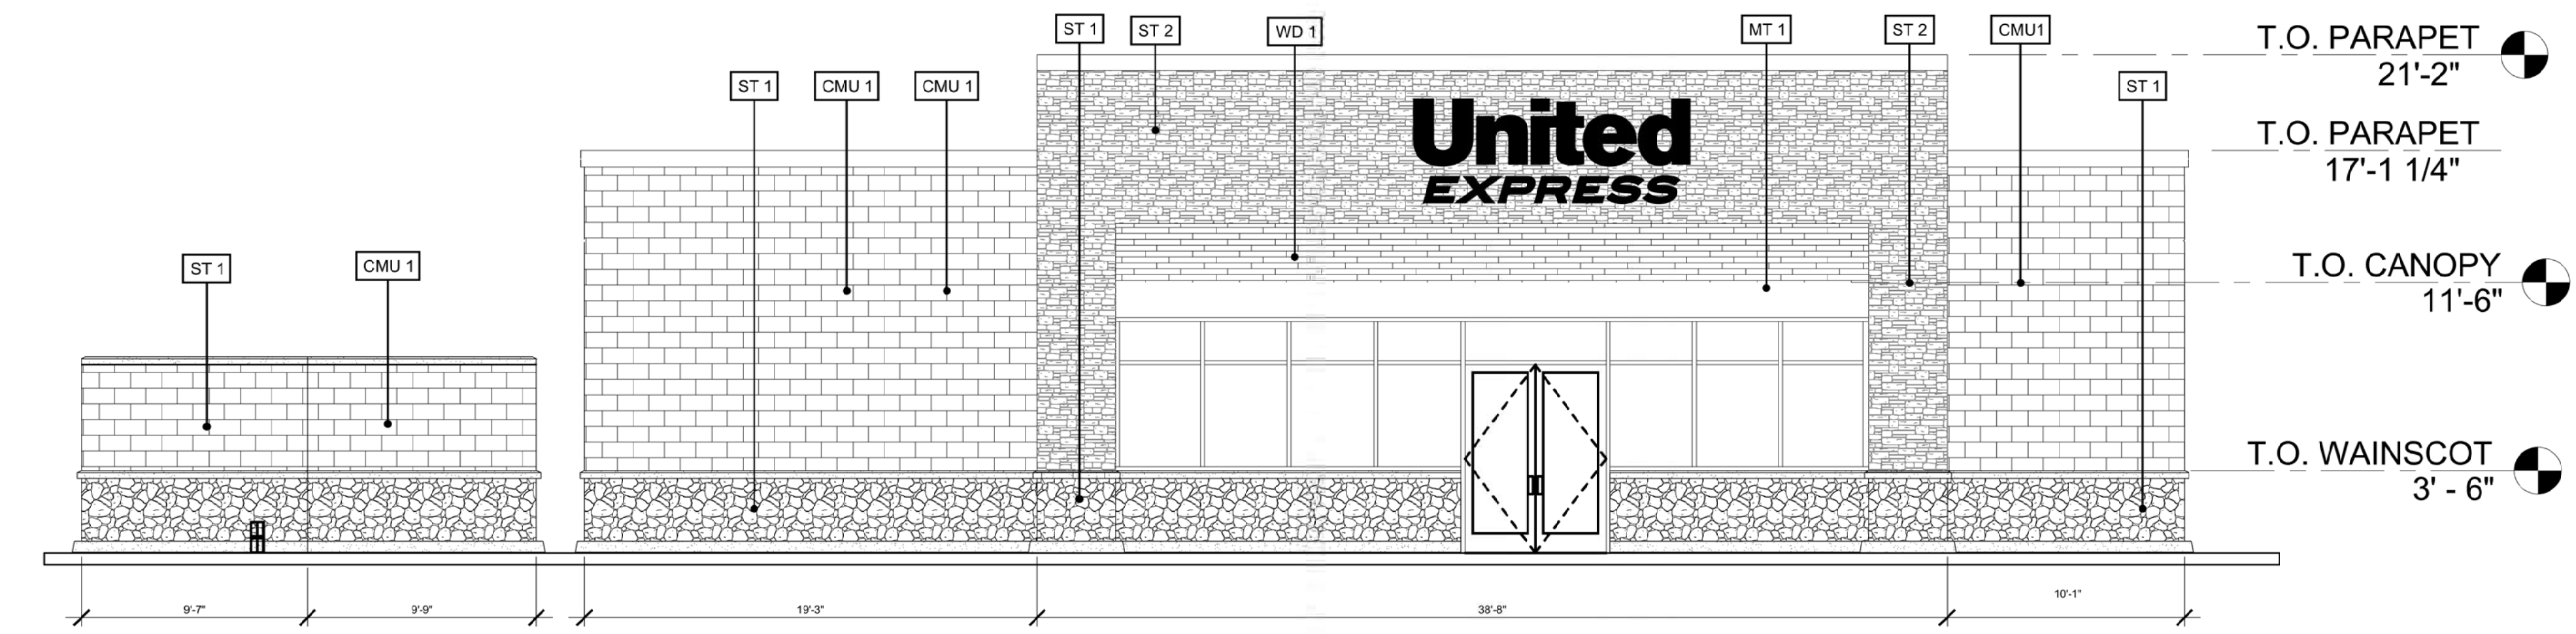 ST 1
ST 2
WD 1
MT 1
ST 2
CMU1
T.O. PARAPET
21'-2"
ST 1
CMU 1
CMU 1
ST 1
United
EXPRESS
T.O. PARAPET
17'-1 1/4"
ST 1
CMU 1
T.O. CANOPY
11'-6"
T.O. WAINSCOT
3' - 6"
9'-7"
9'-9"
19'-3"
38'-8"
10'-1"